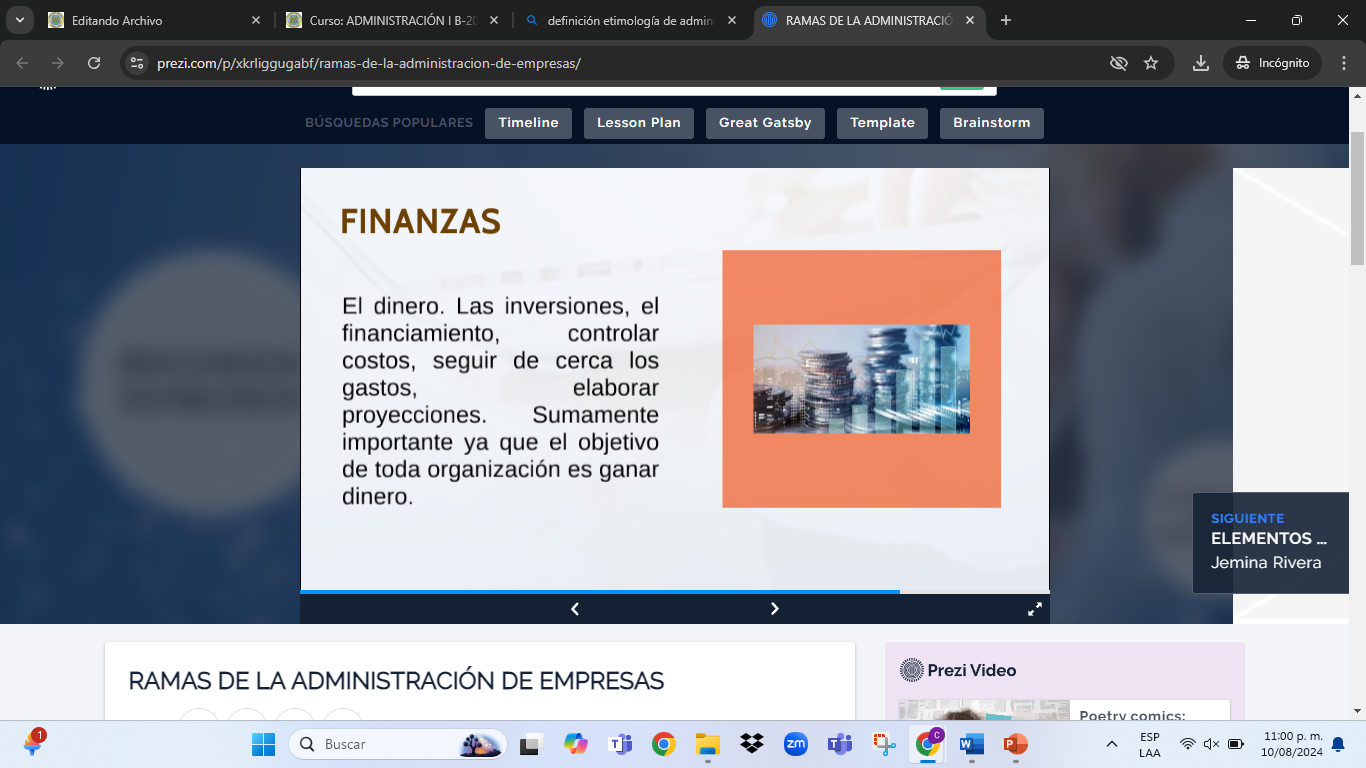 Editando Archivo
Curso: ADMINISTRACIÓN I B-20
definición etimología de admin
RAMAS DE LA ADMINISTRACIÓ
prezi.com/p/xkrliggugabf/ramas-de-la-administracion-de-empresas/
Incógnito
BÚSQUEDAS POPULARES Timeline Lesson Plan Great Gatsby Template Brainstorm
FINANZAS
El dinero. Las inversiones, el
financiamiento, controlar
costos, seguir de cerca los
gastos, elaborar
proyecciones. Sumamente
importante ya que el objetivo
de toda organización es ganar
dinero.
SIGUIENTE
ELEMENTOS ...
Jemina Rivera
RAMAS DE LA ADMINISTRACIÓN DE EMPRESAS
Prezi Video
Poetry comics:
1
Buscar
zm
C
ESP
LAA
11:00 p. m.
10/08/2024